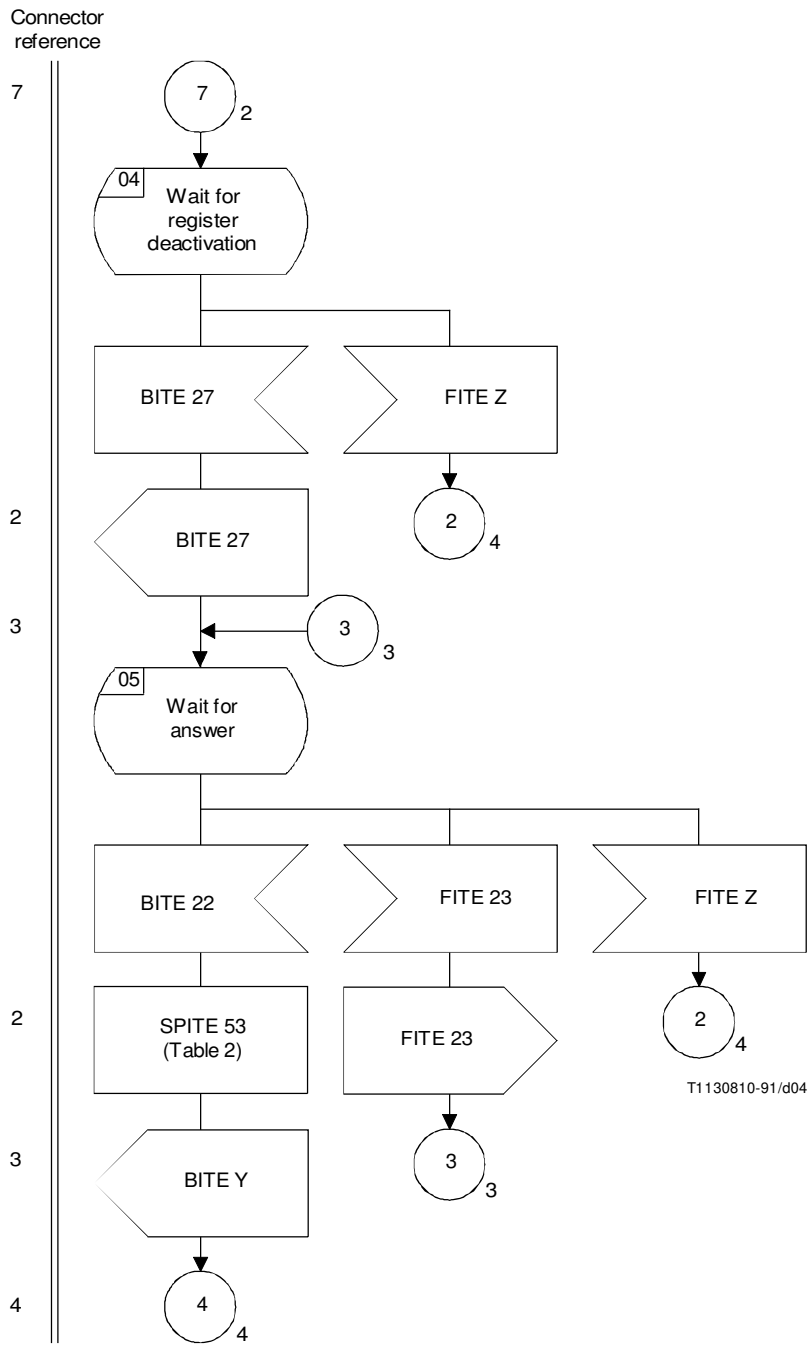 Connector
reference
7
7
2
04
Wait for
register
deactivation
BITE 27
FITE Z
2
BITE 27
2
4
3
3
3
05
Wait for
answer
BITE 22
FITE 23
FITE Z
2
SPITE 53
(Table 2)
FITE 23
2
4
T1130810-91/d04
3
BITE Y
3
3
4
4
4